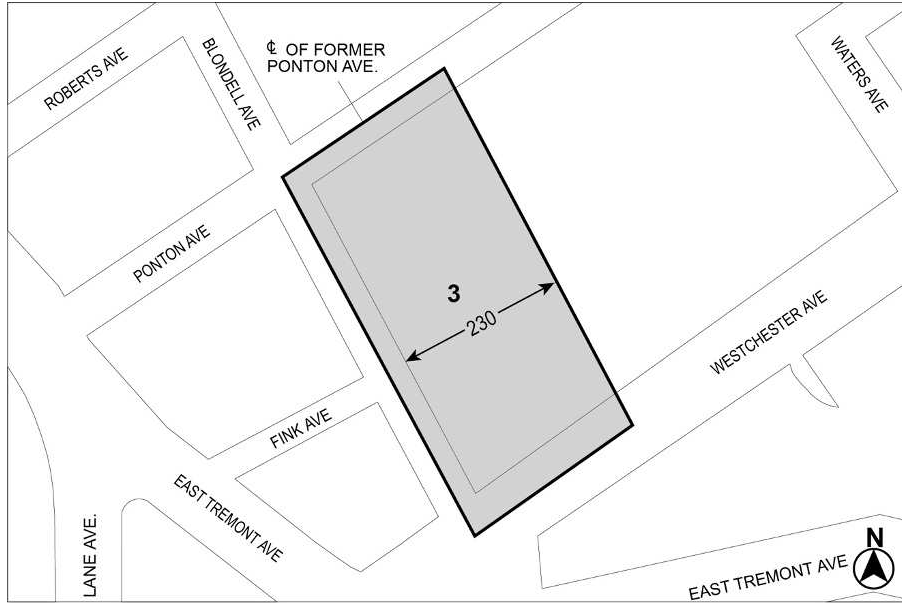 ROBERTS AVE
BLONDELL AVE
℄ OF FORMER
PONTON AVE.
WATERS AVE
PONTON AVE
3
230
WESTCHESTER AVE
FINK AVE
EAST TREMONT AVE
LANE AVE.
EAST TREMONT AVE
N